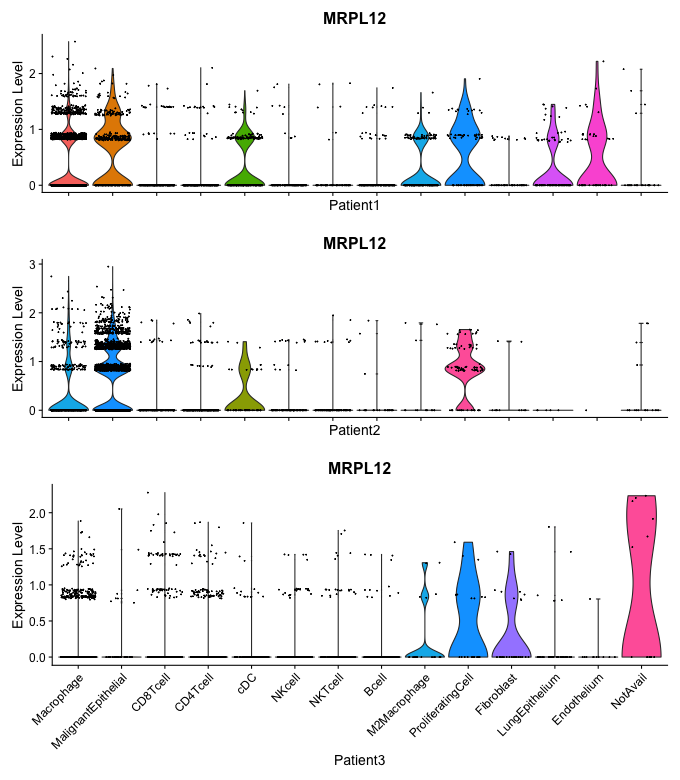 MRPL12
Expression Level
2
1
0
Patient1
MRPL12
Expression Level
3
2
1
0
Patient2
MRPL12
Expression Level
2.0
1.5
1.0
0.5
0.0
Macrophage
MalignantEpithelial
CD8Tcell
CD4Tcell
cDC
NKcell
NKTcell
Bcell
M2Macrophage
ProliferatingCell
Fibroblast
LungEpithelium
Endothelium
NotAvail
Patient3